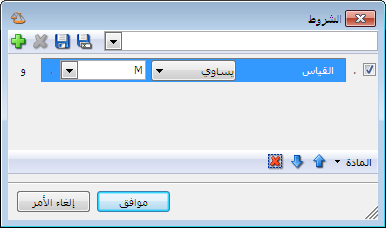 الشروط
. القياس يساوي M . و
المادة
موافق إلغاء الأمر